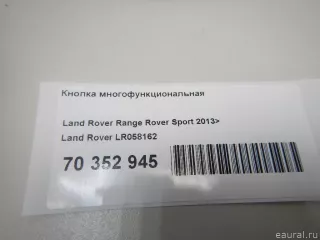 Кнопка многофункциональная
Land Rover Range Rover Sport 2013>
Land Rover LR058162
70 352 945
eaural.ru